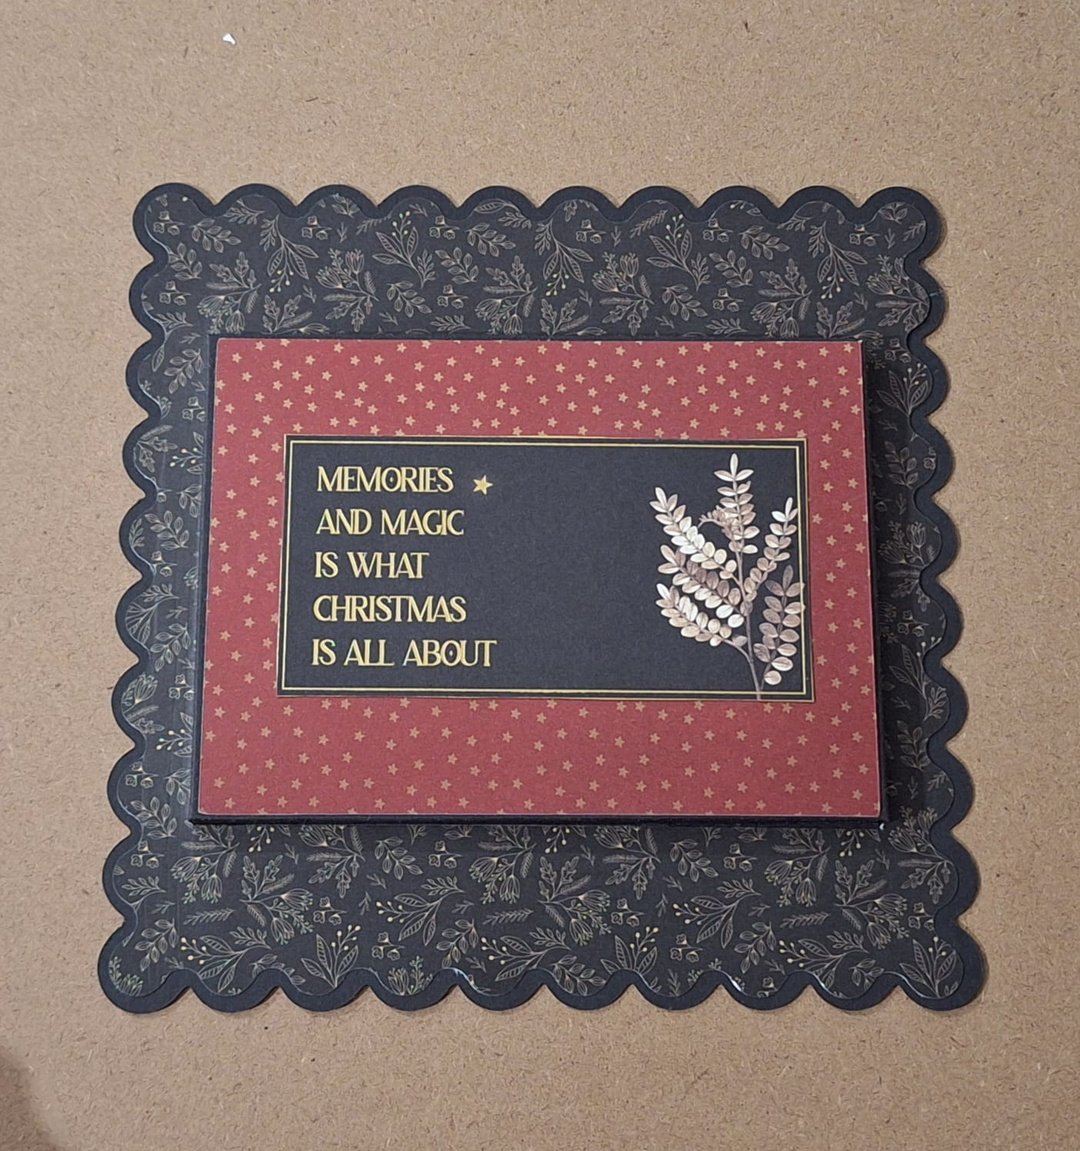 MEMORIES
AND MAGIC
IS WHAT
CHRISTMAS
IS ALL ABOUT